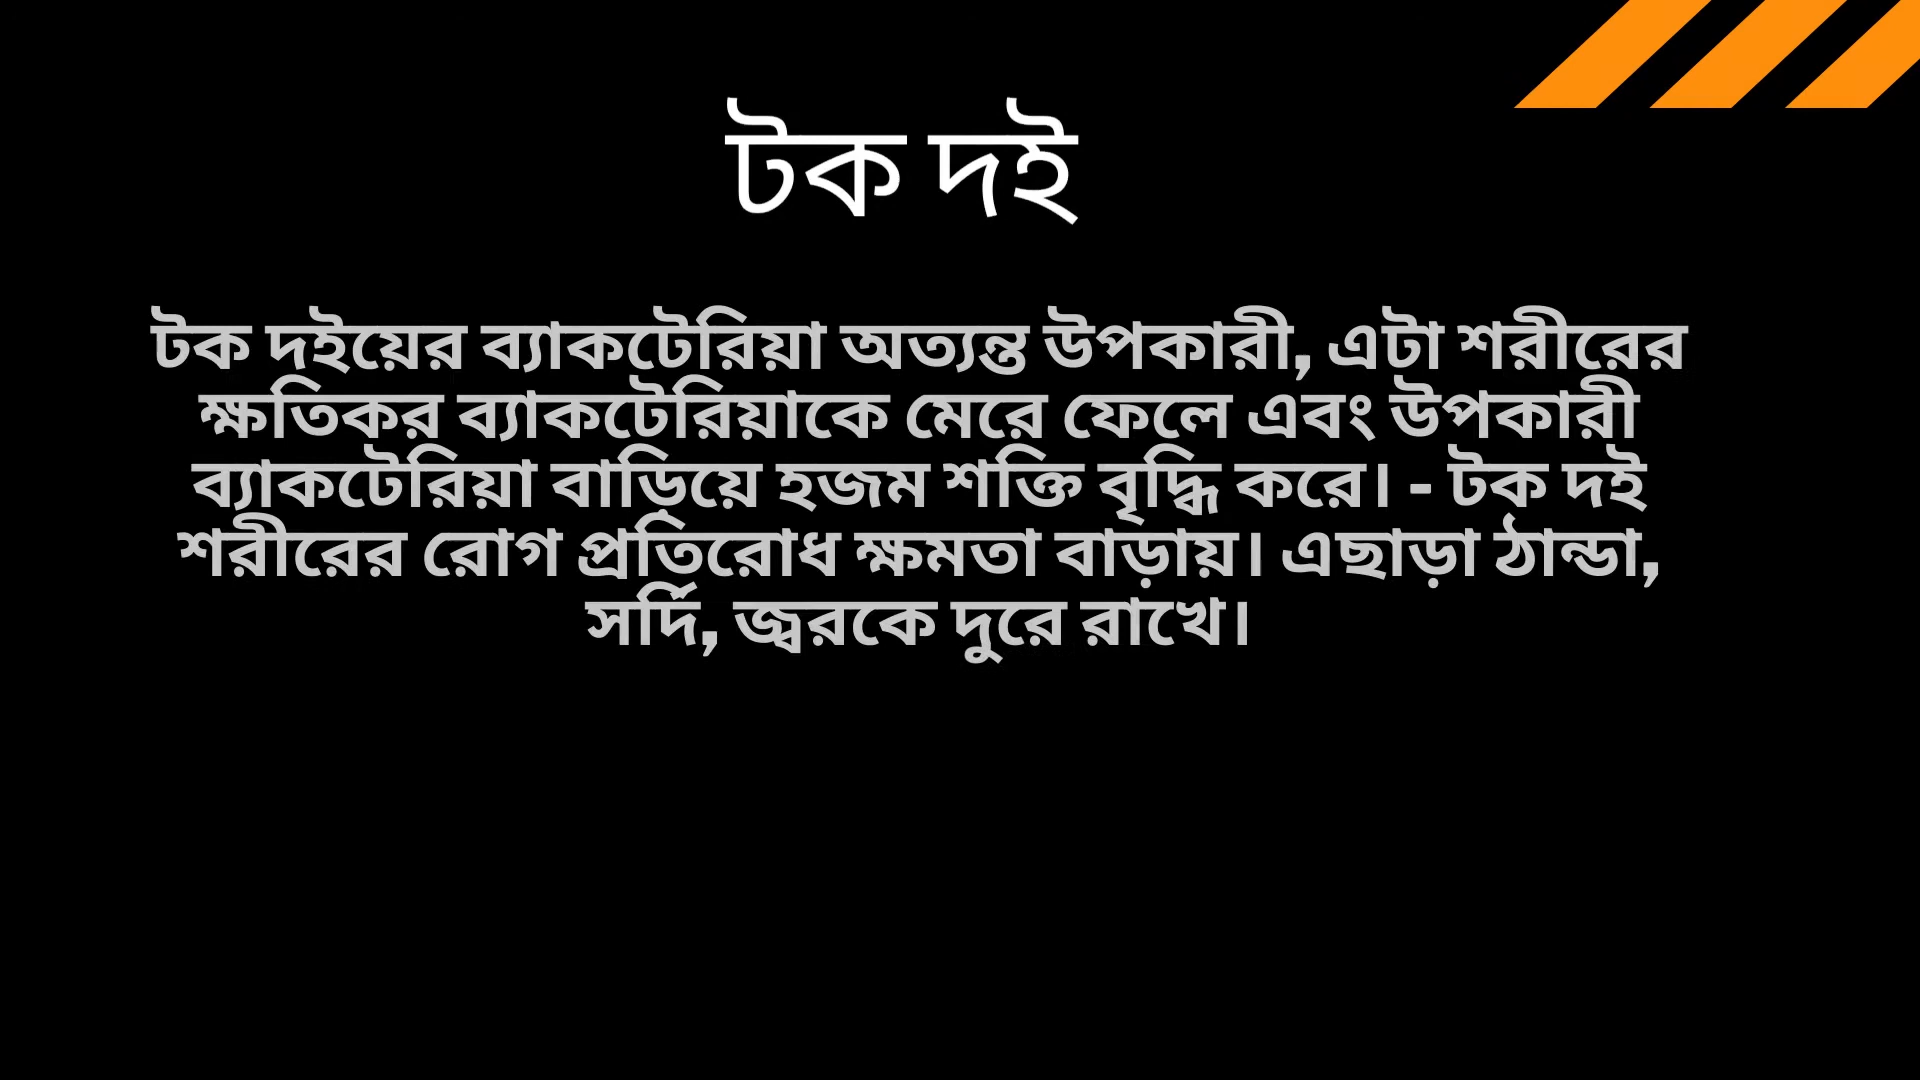 টক দই
টক দইয়ের ব্যাকটেরিয়া অত্যন্ত উপকারী, এটা শরীরের
ক্ষতিকর ব্যাকটেরিয়াকে মেরে ফেলে এবং উপকারী
ব্যাকটেরিয়া বাড়িয়ে হজম শক্তি বৃদ্ধি করে। - টক দই
শরীরের রোগ প্রতিরোধ ক্ষমতা বাড়ায়। এছাড়া ঠান্ডা,
সর্দি, জ্বরকে দুরে রাখে।